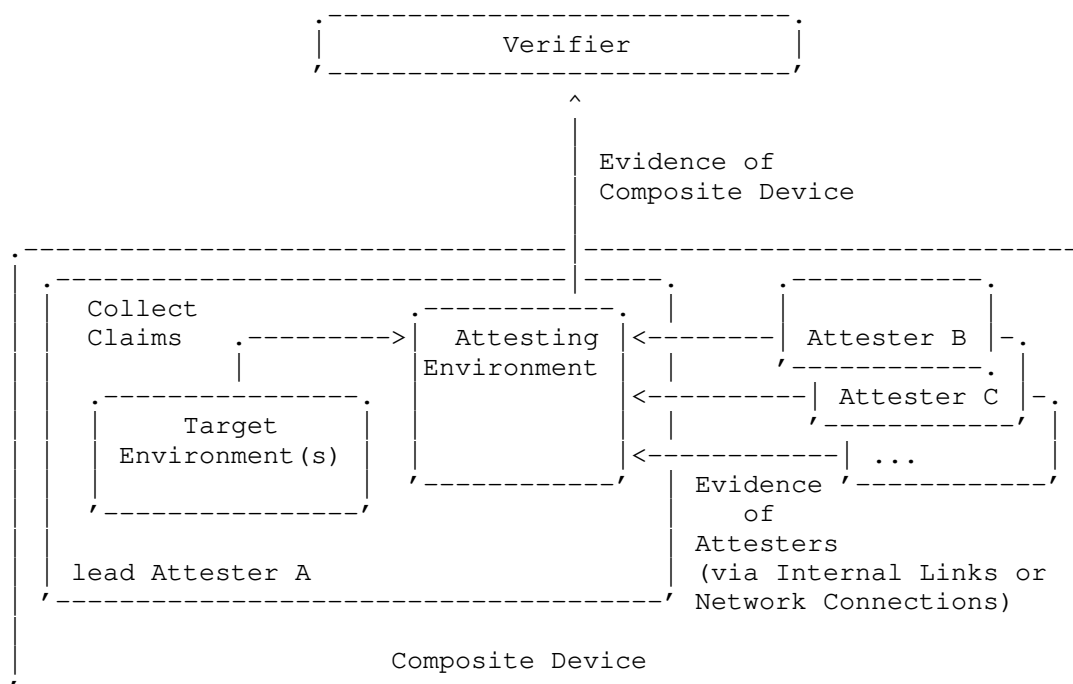 Verifier
Evidence of
Composite Device
Collect
Claims
Attesting
Environment
Attester B
Attester C
Target
Environment(s)
...
Evidence
of
Attesters
(via Internal Links or
Network Connections)
lead Attester A
Composite Device